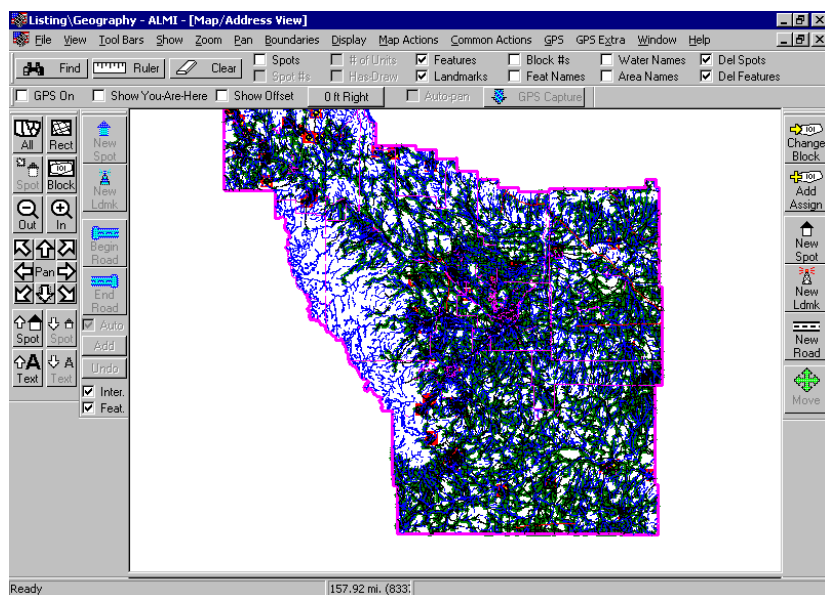 Listing\Geography - ALMI - [Map/Address View]
File View Tool Bars Show Zoom Pan Boundaries Display Map Actions Common Actions GPS GPS Extra Window Help
Find Ruler Clear Spots # of Units Features Block #s Water Names Del Spots
Spot #s Has-Draw Landmarks Feat Names Area Names Del Features
GPS On Show You-Are-Here Show Offset 0 ft Right Auto-pan GPS Capture
All Rect
New Spot
Spot Block
New Ldmk
Out In
Begin Road
Pan
End Road
Spot Spot
Auto
Add
Text Text
Undo
Inter.
Feat.
Change Block
Add Assign
New Spot
New Ldmk
New Road
Move
Ready 157.92 mi. (833